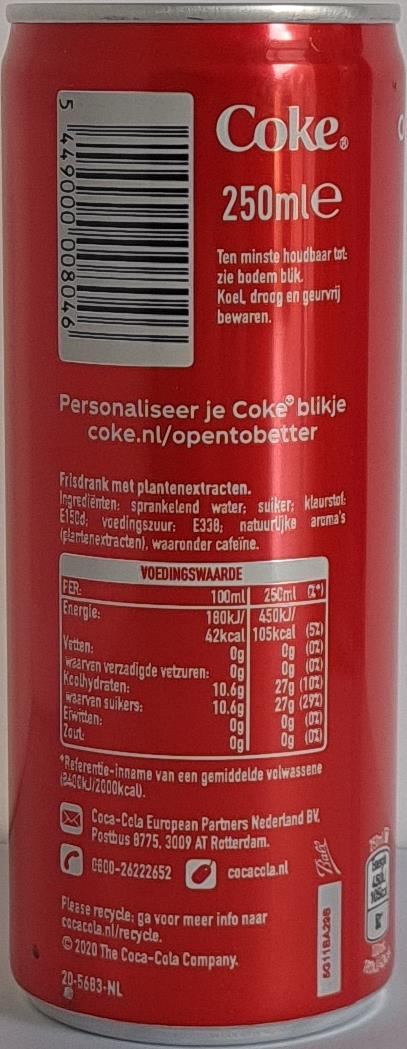 5 449000 008046
Coke®
250ml ℮
Ten minste houdbaar tot:
zie bodem blik.
Koel, droog en geurvrij
bewaren.
Personaliseer je Coke® blikje
coke.nl/opentobetter
Frisdrank met plantenextracten.
Ingrediënten: sprankelend water; suiker; kleurstof:
E150d; voedingszuur: E338; natuurlijke aroma's
(plantenextracten), waaronder cafeïne.
VOEDINGSWAARDE
PER: 100ml 250ml (%*)
Energie: 180kJ/ 450kJ/
42kcal 105kcal (5%)
Vetten: 0g 0g (0%)
waarvan verzadigde vetzuren: 0g 0g (0%)
Koolhydraten: 10.6g 27g (10%)
waarvan suikers: 10.6g 27g (29%)
Eiwitten: 0g 0g (0%)
Zout: 0g 0g (0%)
*Referentie-inname van een gemiddelde volwassene
(8400kJ/2000kcal).
Coca-Cola European Partners Nederland BV,
Postbus 8775, 3009 AT Rotterdam.
0800-26222652 cocacola.nl
Ball
Please recycle: ga voor meer info naar
cocacola.nl/recycle.
© 2020 The Coca-Cola Company.
20-5683-NL
5G11BA29B